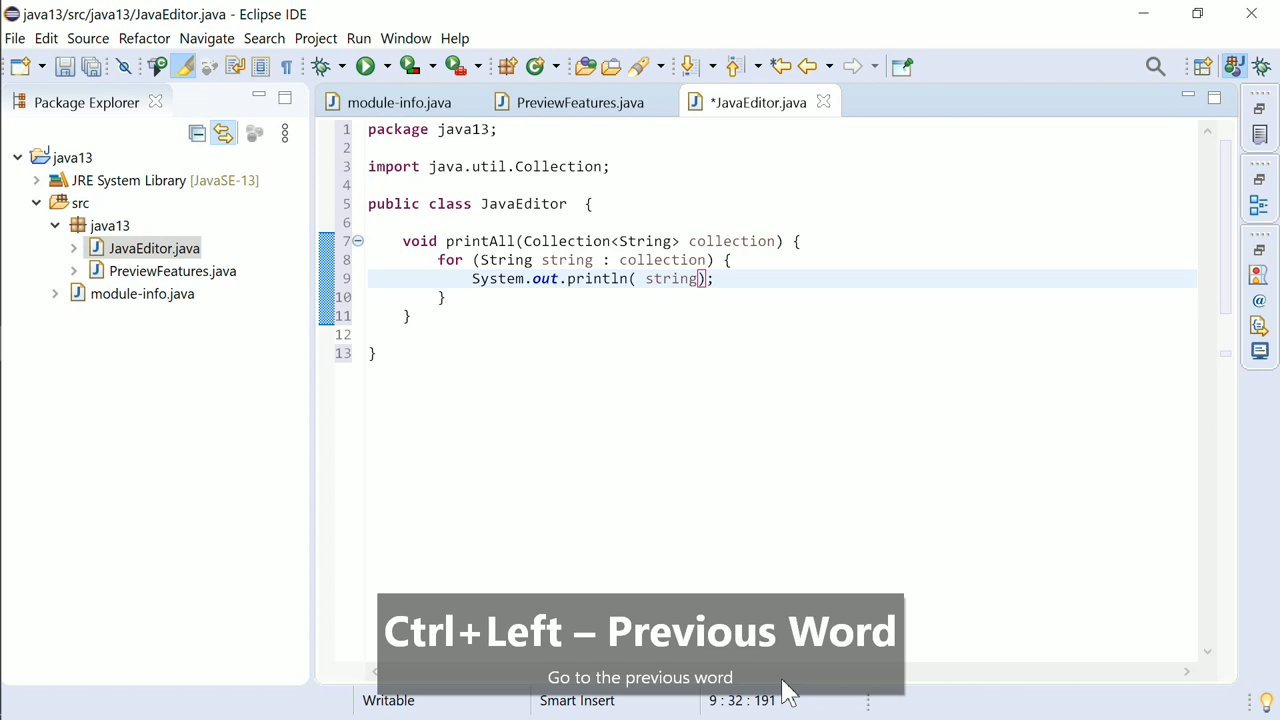 java13/src/java13/JavaEditor.java - Eclipse IDE
File Edit Source Refactor Navigate Search Project Run Window Help
Package Explorer
module-info.java
PreviewFeatures.java
*JavaEditor.java
java13
JRE System Library [JavaSE-13]
src
java13
JavaEditor.java
PreviewFeatures.java
module-info.java
1 package java13;
2
3 import java.util.Collection;
4
5 public class JavaEditor {
6
7 void printAll(Collection<String> collection) {
8 for (String string : collection) {
9 System.out.println( string);
10 }
11 }
12
13 }
Ctrl+Left – Previous Word
Go to the previous word
Writable
Smart Insert
9 : 32 : 191